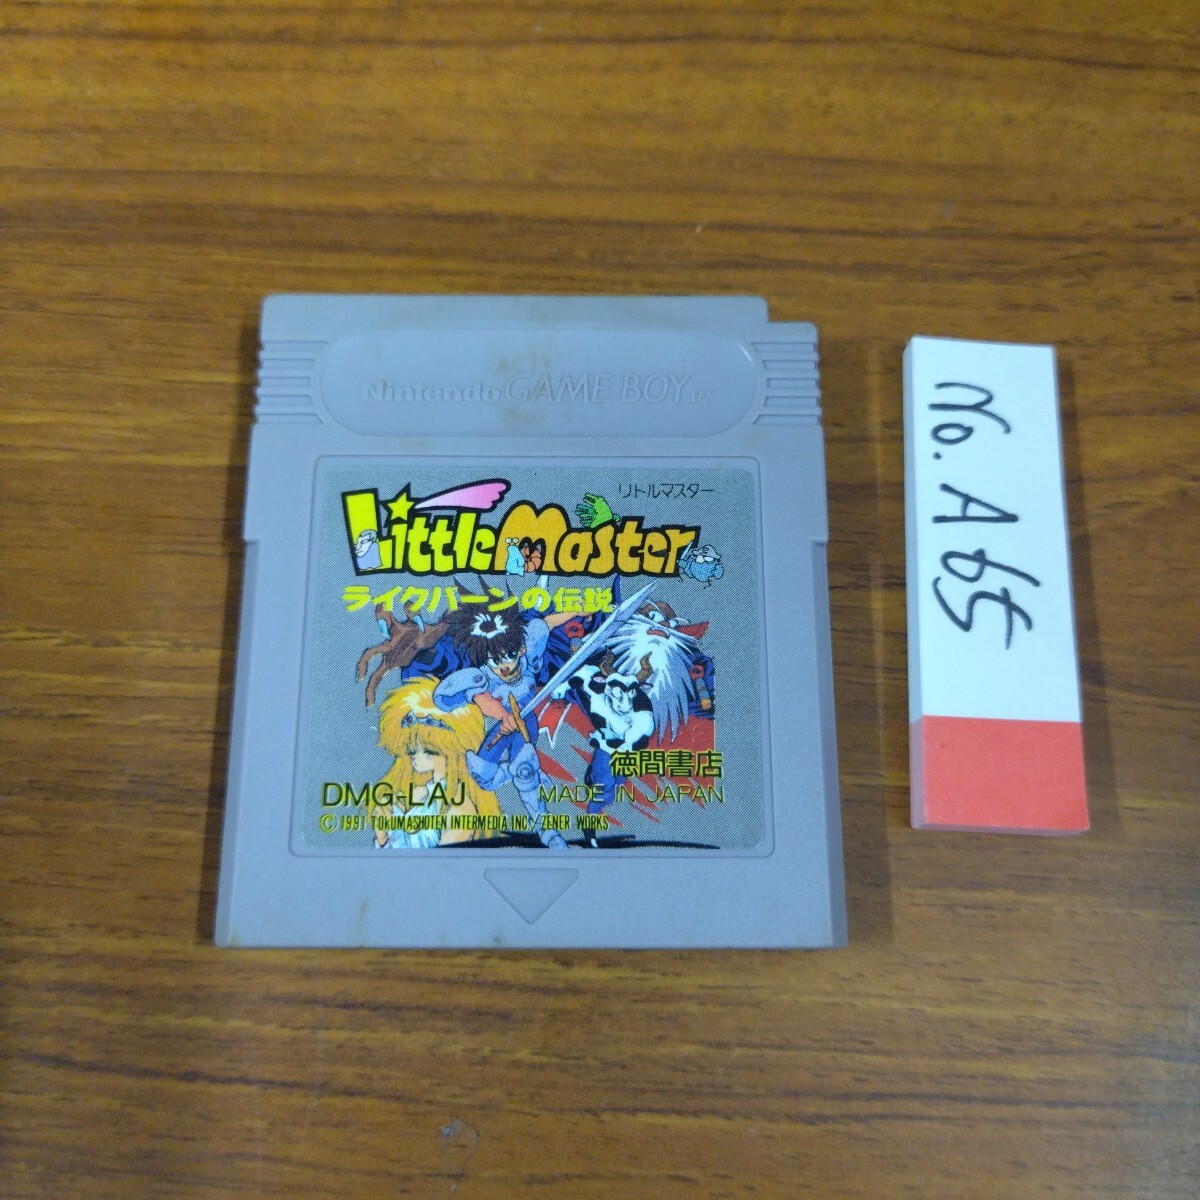 Nintendo GAME BOY TM
リトルマスター
Little Master
ライクバーンの伝説
徳間書店
DMG-LAJ MADE IN JAPAN
© 1991 TOKUMASHOTEN INTERMEDIA INC./ZENER WORKS
No. A65